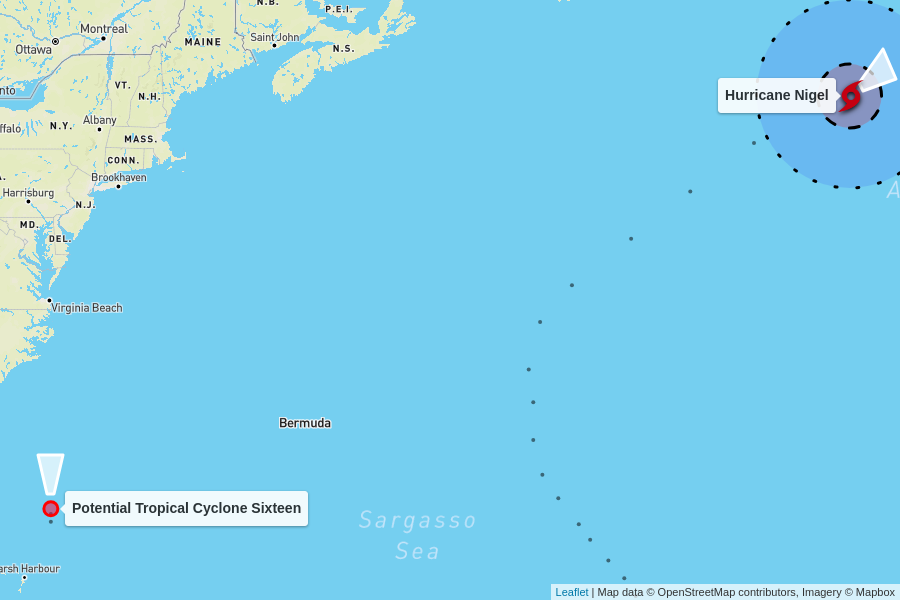 N.B.
P.E.I.
Montreal
MAINE
Saint John
Ottawa
N.S.
VT.
nto
N.H.
Hurricane Nigel
Albany
ffalo
N.Y.
MASS.
CONN.
Brookhaven
A.
Harrisburg
N.J.
A
MD.
DEL.
Virginia Beach
Bermuda
Potential Tropical Cyclone Sixteen
Sargasso
Sea
arsh Harbour
Leaflet | Map data © OpenStreetMap contributors, Imagery © Mapbox